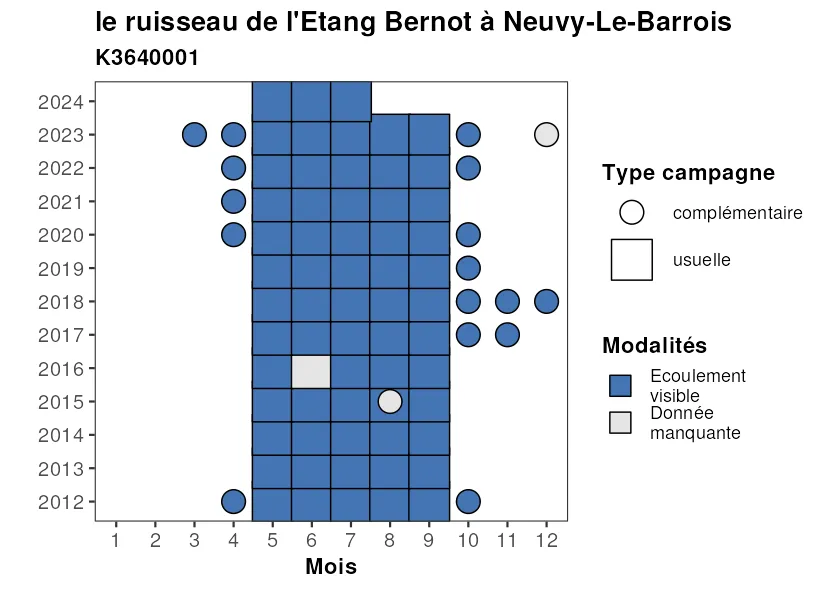 le ruisseau de l'Etang Bernot à Neuvy-Le-Barrois
K3640001
2024
2023
2022
2021
2020
2019
2018
2017
2016
2015
2014
2013
2012
1 2 3 4 5 6 7 8 9 10 11 12
Mois
Type campagne
complémentaire
usuelle
Modalités
Ecoulement
visible
Donnée
manquante